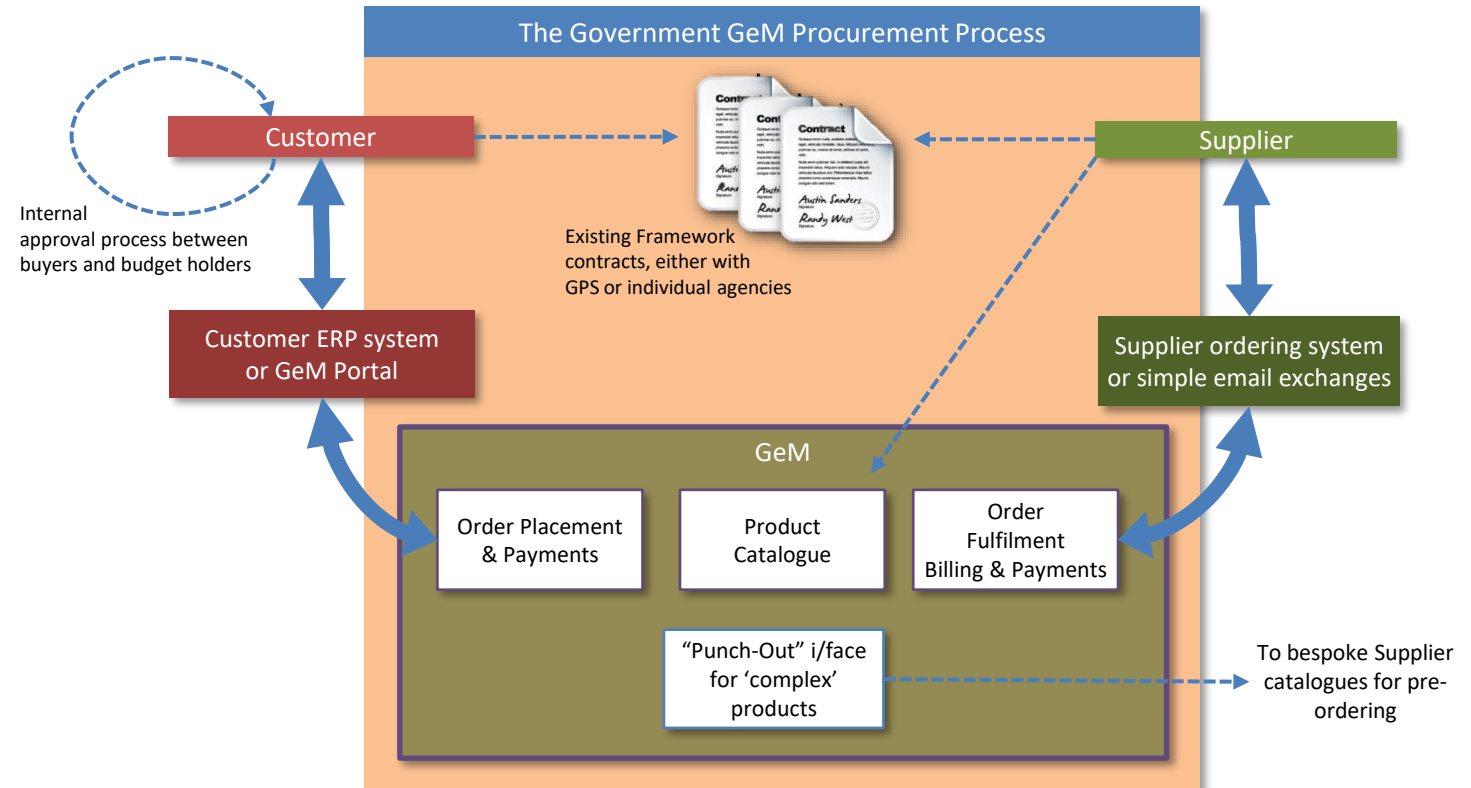 The Government GeM Procurement Process
Customer
Supplier
Contract
Contract
Contract
Austin Sanders
Randy West
Internal
approval process between
buyers and budget holders
Existing Framework
contracts, either with
GPS or individual agencies
Customer ERP system
or GeM Portal
Supplier ordering system
or simple email exchanges
GeM
Order Placement
& Payments
Product
Catalogue
Order
Fulfilment
Billing & Payments
“Punch-Out” i/face
for ‘complex’
products
To bespoke Supplier
catalogues for pre-
ordering